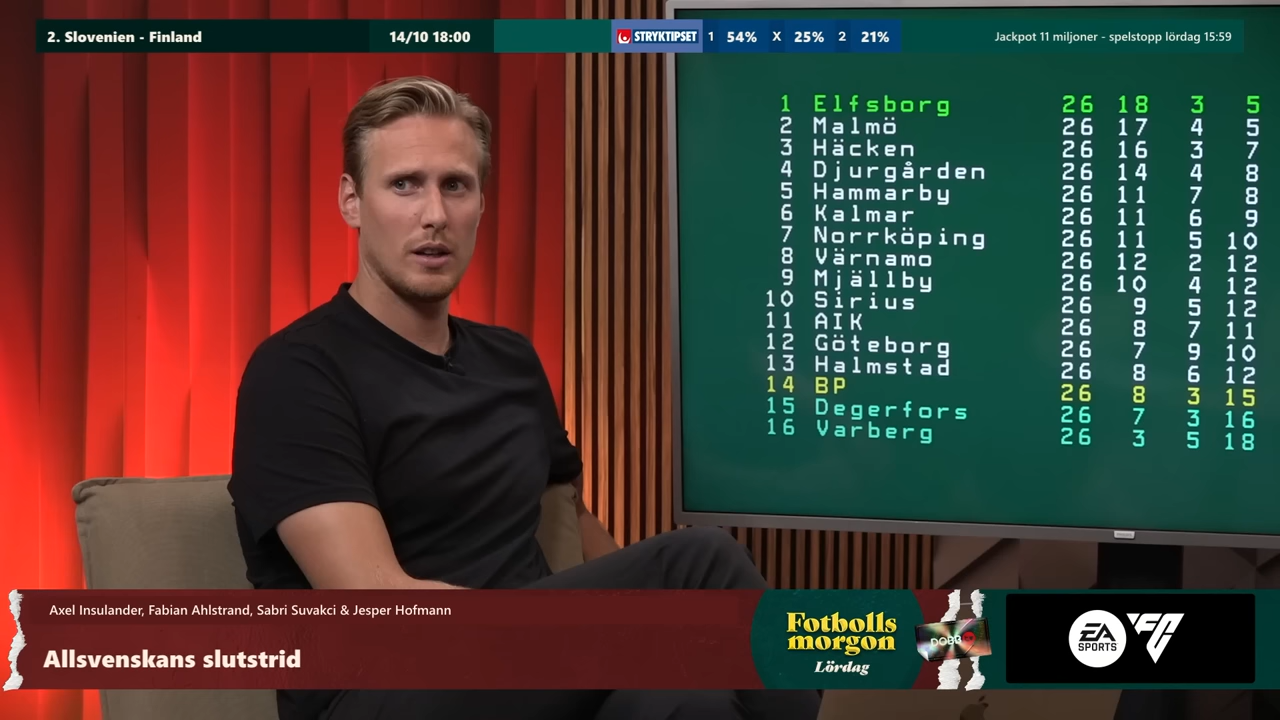 2. Slovenien - Finland 14/10 18:00 STRYKTIPSET 1 54% X 25% 2 21% Jackpot 11 miljoner - spelstopp lördag 15:59
1 Elfsborg 26 18 3 5
2 Malmö 26 17 4 5
3 Häcken 26 16 3 7
4 Djurgården 26 14 4 8
5 Hammarby 26 11 7 8
6 Kalmar 26 11 6 9
7 Norrköping 26 11 5 10
8 Värnamo 26 12 2 12
9 Mjällby 26 10 4 12
10 Sirius 26 9 5 12
11 AIK 26 8 7 11
12 Göteborg 26 7 9 10
13 Halmstad 26 8 6 12
14 BP 26 8 3 15
15 Degerfors 26 7 3 16
16 Varberg 26 3 5 18
Axel Insulander, Fabian Ahlstrand, Sabri Suvakci & Jesper Hofmann
Allsvenskans slutstrid
Fotbolls
morgon
Lördag
EA
SPORTS
FC